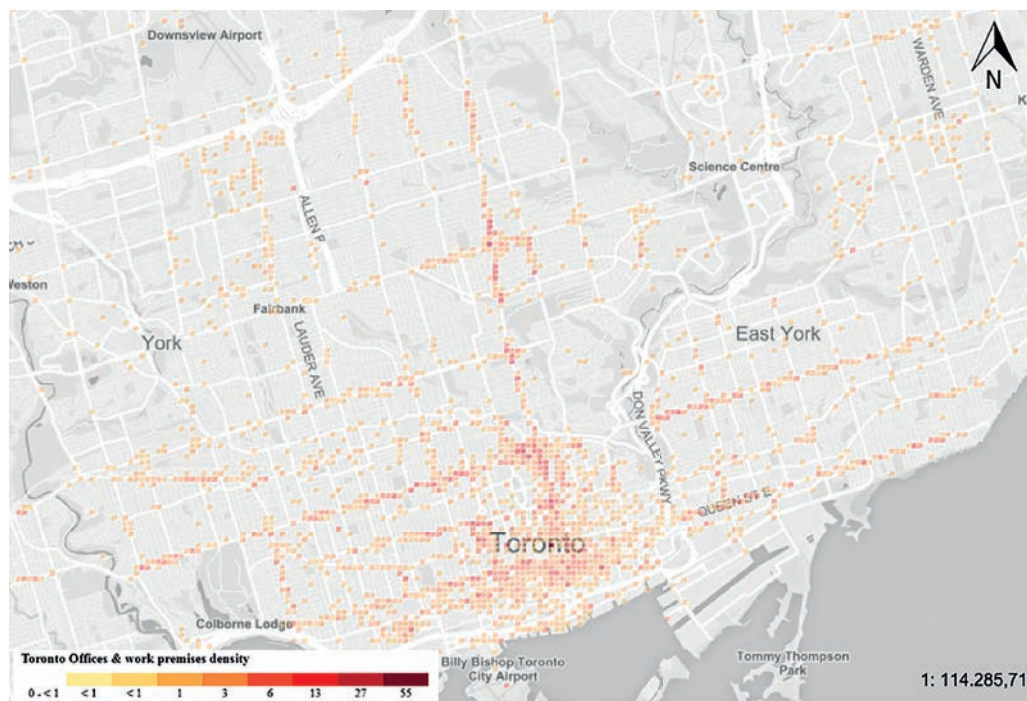 Downsview Airport
WARDEN AVE
N
K
Science Centre
ALLEN R
Weston
Fairbank
York
LAUDER AVE
East York
DON VALLEY PKWY
QUEEN ST E
Toronto
Colborne Lodge
Toronto Offices & work premises density
0 - < 1 < 1 < 1 1 3 6 13 27 55
Billy Bishop Toronto
City Airport
Tommy Thompson
Park
1: 114.285,71